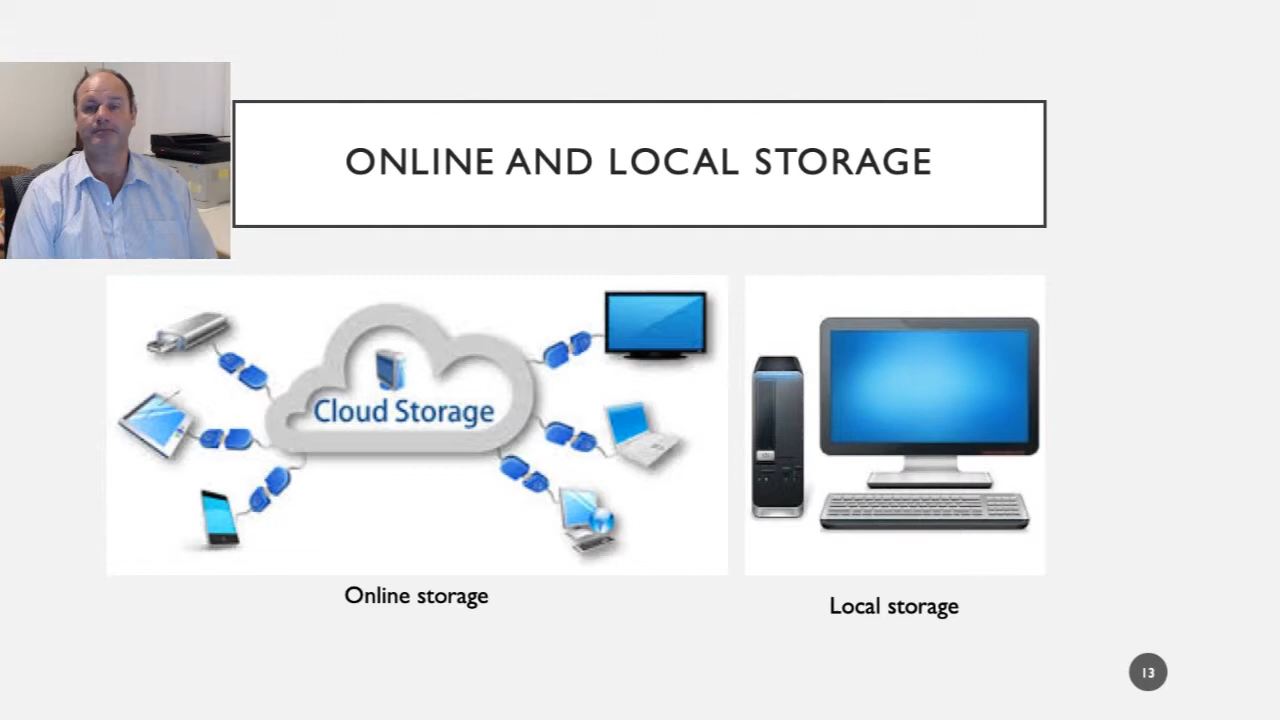 ONLINE AND LOCAL STORAGE
Cloud Storage
Online storage
Local storage
13